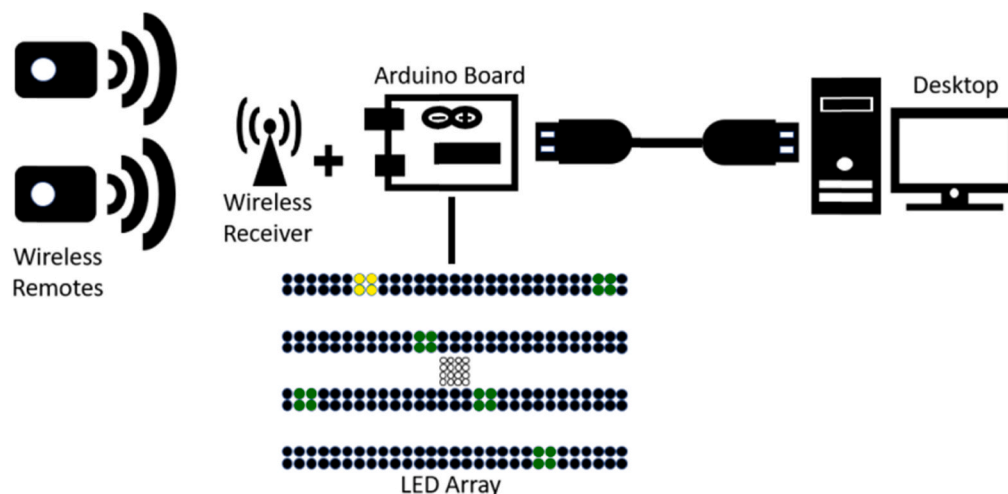 Arduino Board
Desktop
Wireless
Receiver
Wireless
Remotes
LED Array